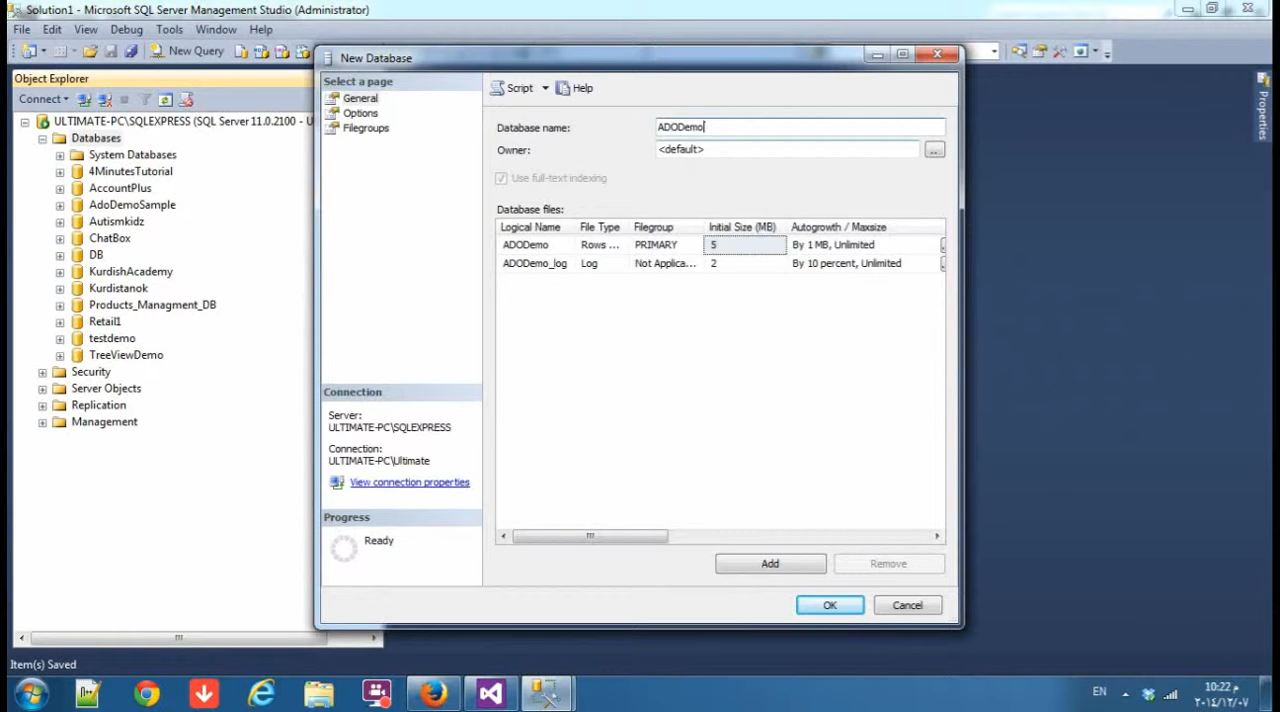 Solution1 - Microsoft SQL Server Management Studio (Administrator)
File Edit View Debug Tools Window Help
New Query
New Database
Object Explorer
Connect
ULTIMATE-PC\SQLEXPRESS (SQL Server 11.0.2100 - U
Databases
System Databases
4MinutesTutorial
AccountPlus
AdoDemoSample
Autismkidz
ChatBox
DB
KurdishAcademy
Kurdistanok
Products_Managment_DB
Retail1
testdemo
TreeViewDemo
Security
Server Objects
Replication
Management
Select a page
General
Options
Filegroups
Connection
Server:
ULTIMATE-PC\SQLEXPRESS
Connection:
ULTIMATE-PC\Ultimate
View connection properties
Progress
Ready
Script Help
Database name: ADODemo
Owner: <default> ...
Use full-text indexing
Database files:
Logical Name File Type Filegroup Initial Size (MB) Autogrowth / Maxsize
ADODemo Rows ... PRIMARY 5 By 1 MB, Unlimited
ADODemo_log Log Not Applica... 2 By 10 percent, Unlimited
Add Remove
OK Cancel
Properties
Item(s) Saved
EN
10:22 م
٢٠١٤/١٢/٠٧